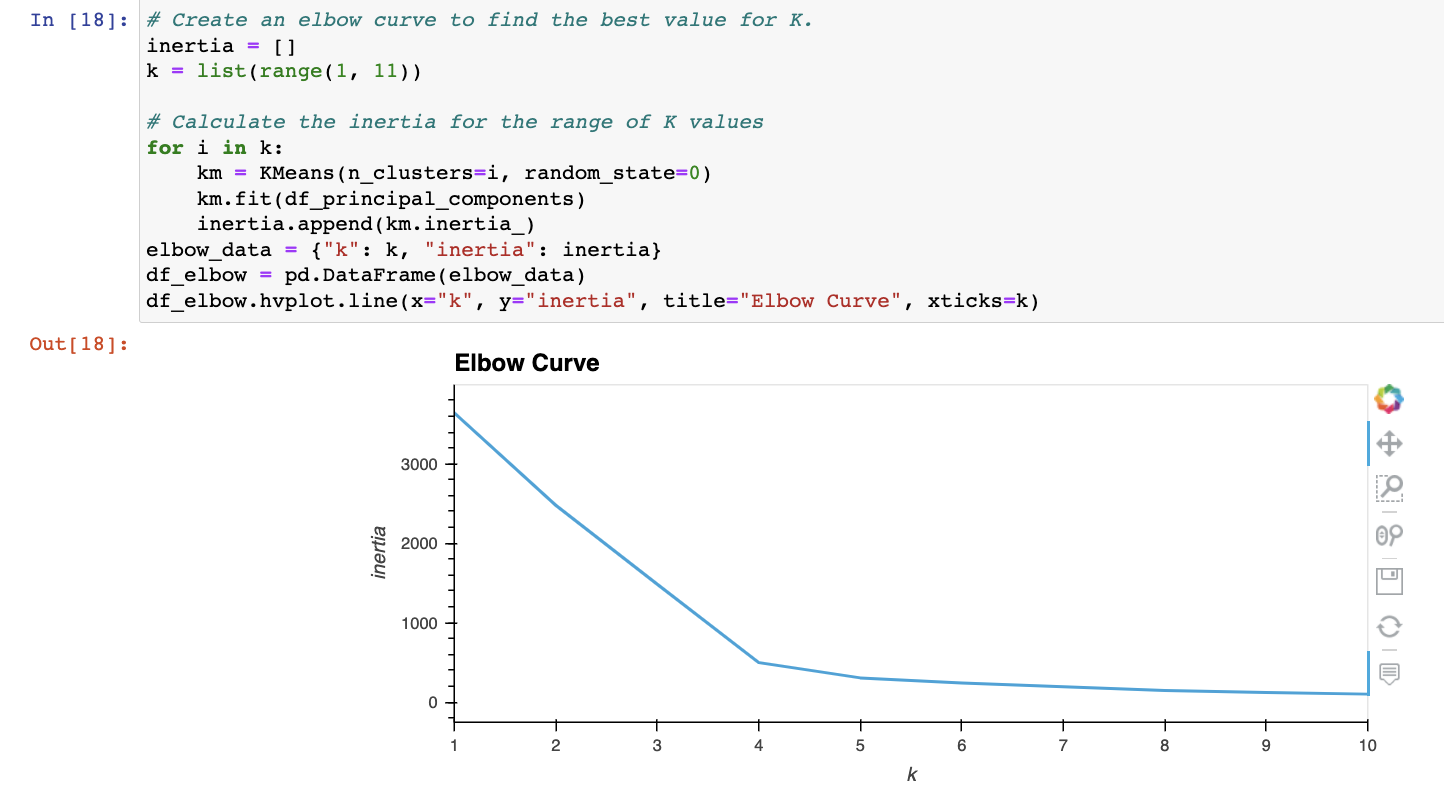 In [18]:
# Create an elbow curve to find the best value for K.
inertia = []
k = list(range(1, 11))
# Calculate the inertia for the range of K values
for i in k:
    km = KMeans(n_clusters=i, random_state=0)
    km.fit(df_principal_components)
    inertia.append(km.inertia_)
elbow_data = {"k": k, "inertia": inertia}
df_elbow = pd.DataFrame(elbow_data)
df_elbow.hvplot.line(x="k", y="inertia", title="Elbow Curve", xticks=k)
Out[18]:
Elbow Curve
inertia
3000
2000
1000
0
1 2 3 4 5 6 7 8 9 10
k